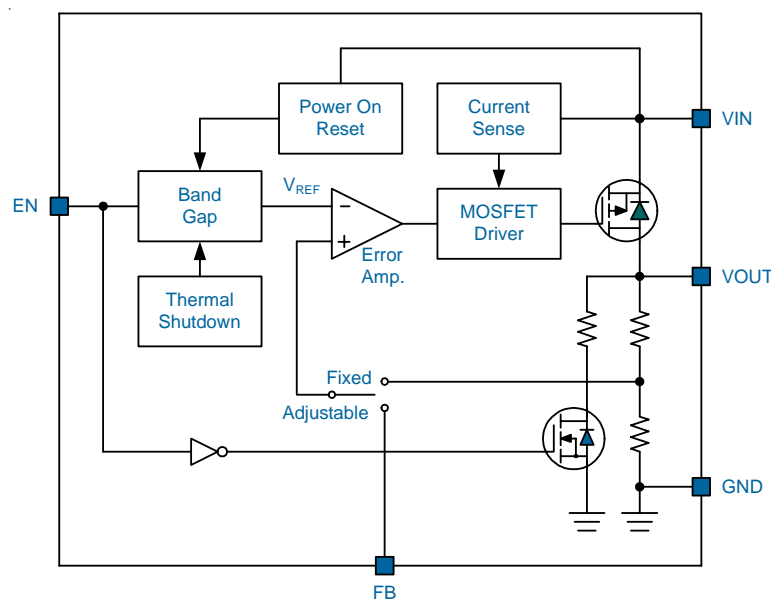 Power On
Reset
Current
Sense
VIN
EN
Band
Gap
VREF
−
+
Error
Amp.
MOSFET
Driver
Thermal
Shutdown
VOUT
Fixed
Adjustable
GND
FB